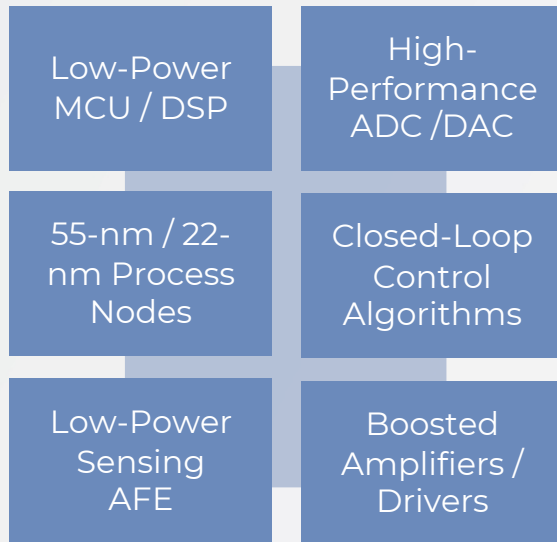 Low-Power
MCU / DSP
High-
Performance
ADC /DAC
55-nm / 22-
nm Process
Nodes
Closed-Loop
Control
Algorithms
Low-Power
Sensing
AFE
Boosted
Amplifiers /
Drivers